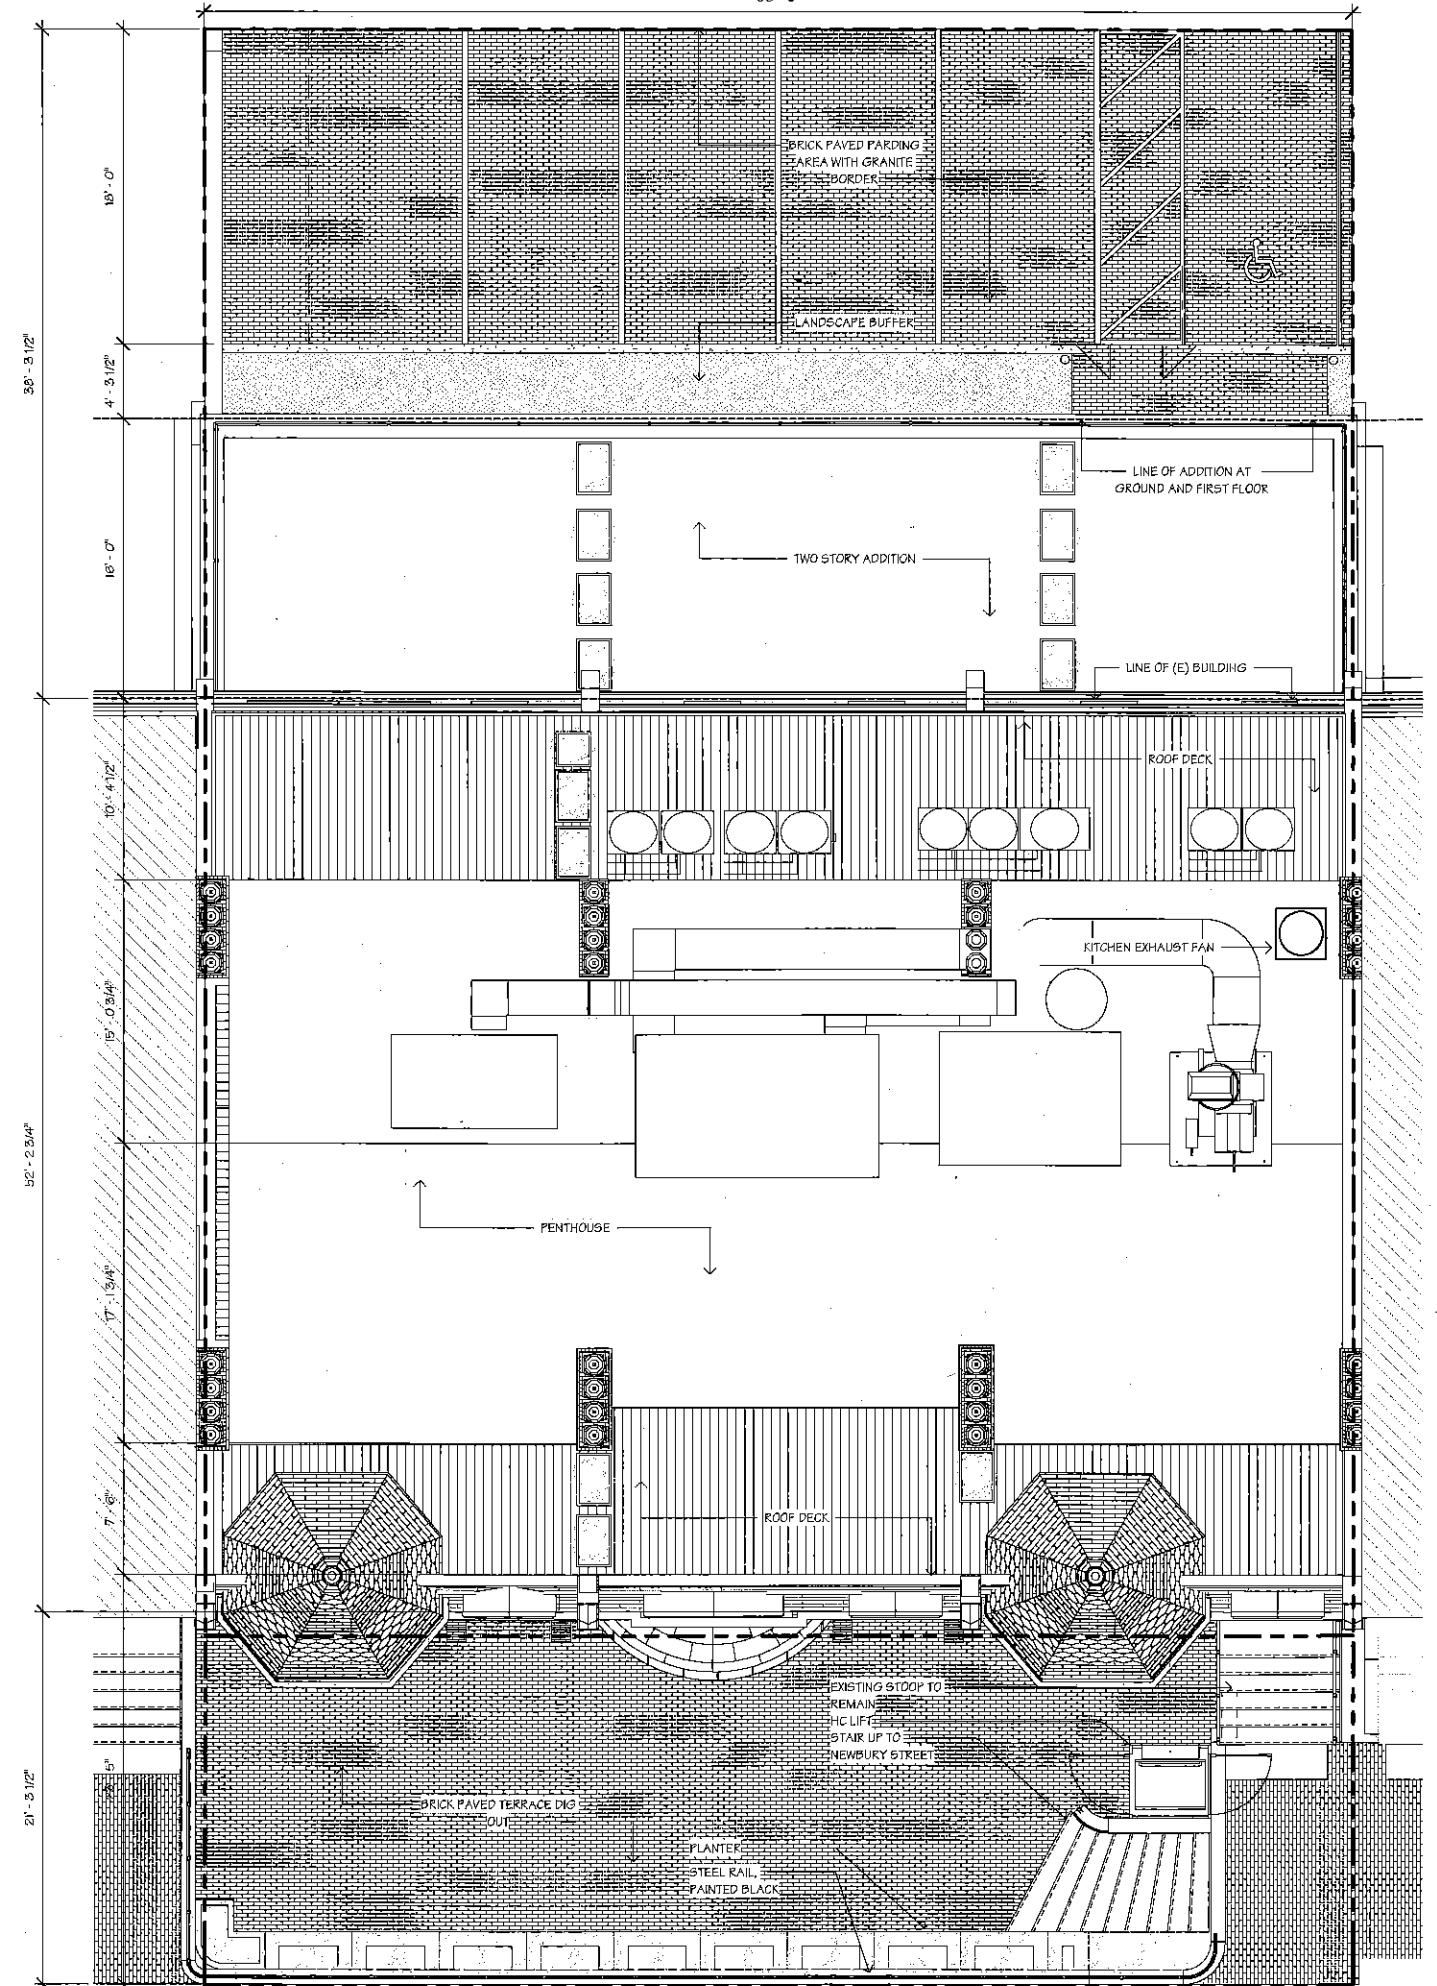 BRICK PAVED PARDING
AREA WITH GRANITE
BORDER
18' - 0"
LANDSCAPE BUFFER
38' - 3 1/2"
4' - 3 1/2"
LINE OF ADDITION AT
GROUND AND FIRST FLOOR
16' - 0"
TWO STORY ADDITION
LINE OF (E) BUILDING
ROOF DECK
10' - 4 1/2"
KITCHEN EXHAUST FAN
15' - 0 3/4"
52' - 2 3/4"
PENTHOUSE
17' - 1 3/4"
7' - 6"
ROOF DECK
EXISTING STOOP TO
REMAIN
HC LIFT
STAIR UP TO
NEWBURY STREET
21' - 3 1/2"
BRICK PAVED TERRACE DIG
OUT
PLANTER
STEEL RAIL,
PAINTED BLACK